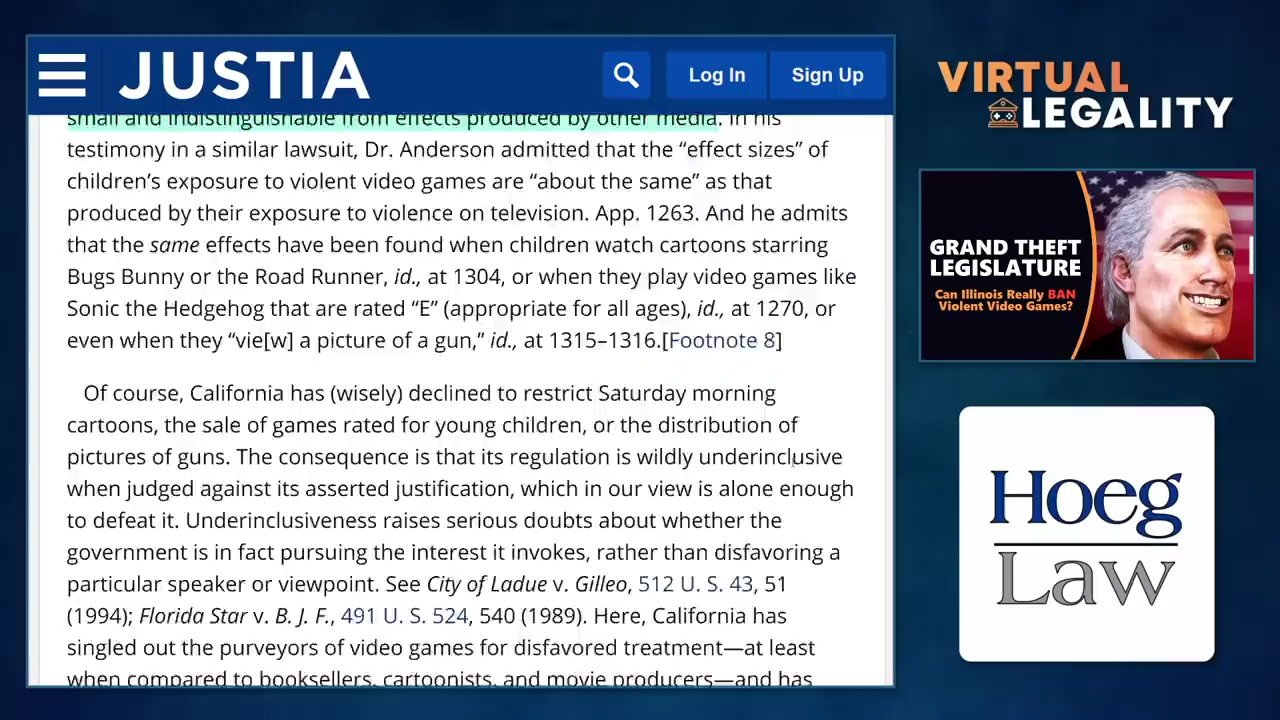 JUSTIA
Log In
Sign Up
small and indistinguishable from effects produced by other media. In his
testimony in a similar lawsuit, Dr. Anderson admitted that the “effect sizes” of
children’s exposure to violent video games are “about the same” as that
produced by their exposure to violence on television. App. 1263. And he admits
that the same effects have been found when children watch cartoons starring
Bugs Bunny or the Road Runner, id., at 1304, or when they play video games like
Sonic the Hedgehog that are rated “E” (appropriate for all ages), id., at 1270, or
even when they “vie[w] a picture of a gun,” id., at 1315–1316.[Footnote 8]
Of course, California has (wisely) declined to restrict Saturday morning
cartoons, the sale of games rated for young children, or the distribution of
pictures of guns. The consequence is that its regulation is wildly underinclusive
when judged against its asserted justification, which in our view is alone enough
to defeat it. Underinclusiveness raises serious doubts about whether the
government is in fact pursuing the interest it invokes, rather than disfavoring a
particular speaker or viewpoint. See City of Ladue v. Gilleo, 512 U. S. 43, 51
(1994); Florida Star v. B. J. F., 491 U. S. 524, 540 (1989). Here, California has
singled out the purveyors of video games for disfavored treatment—at least
when compared to booksellers, cartoonists, and movie producers—and has
VIRTUAL
LEGALITY
GRAND THEFT
LEGISLATURE
Can Illinois Really BAN
Violent Video Games?
Hoeg
Law